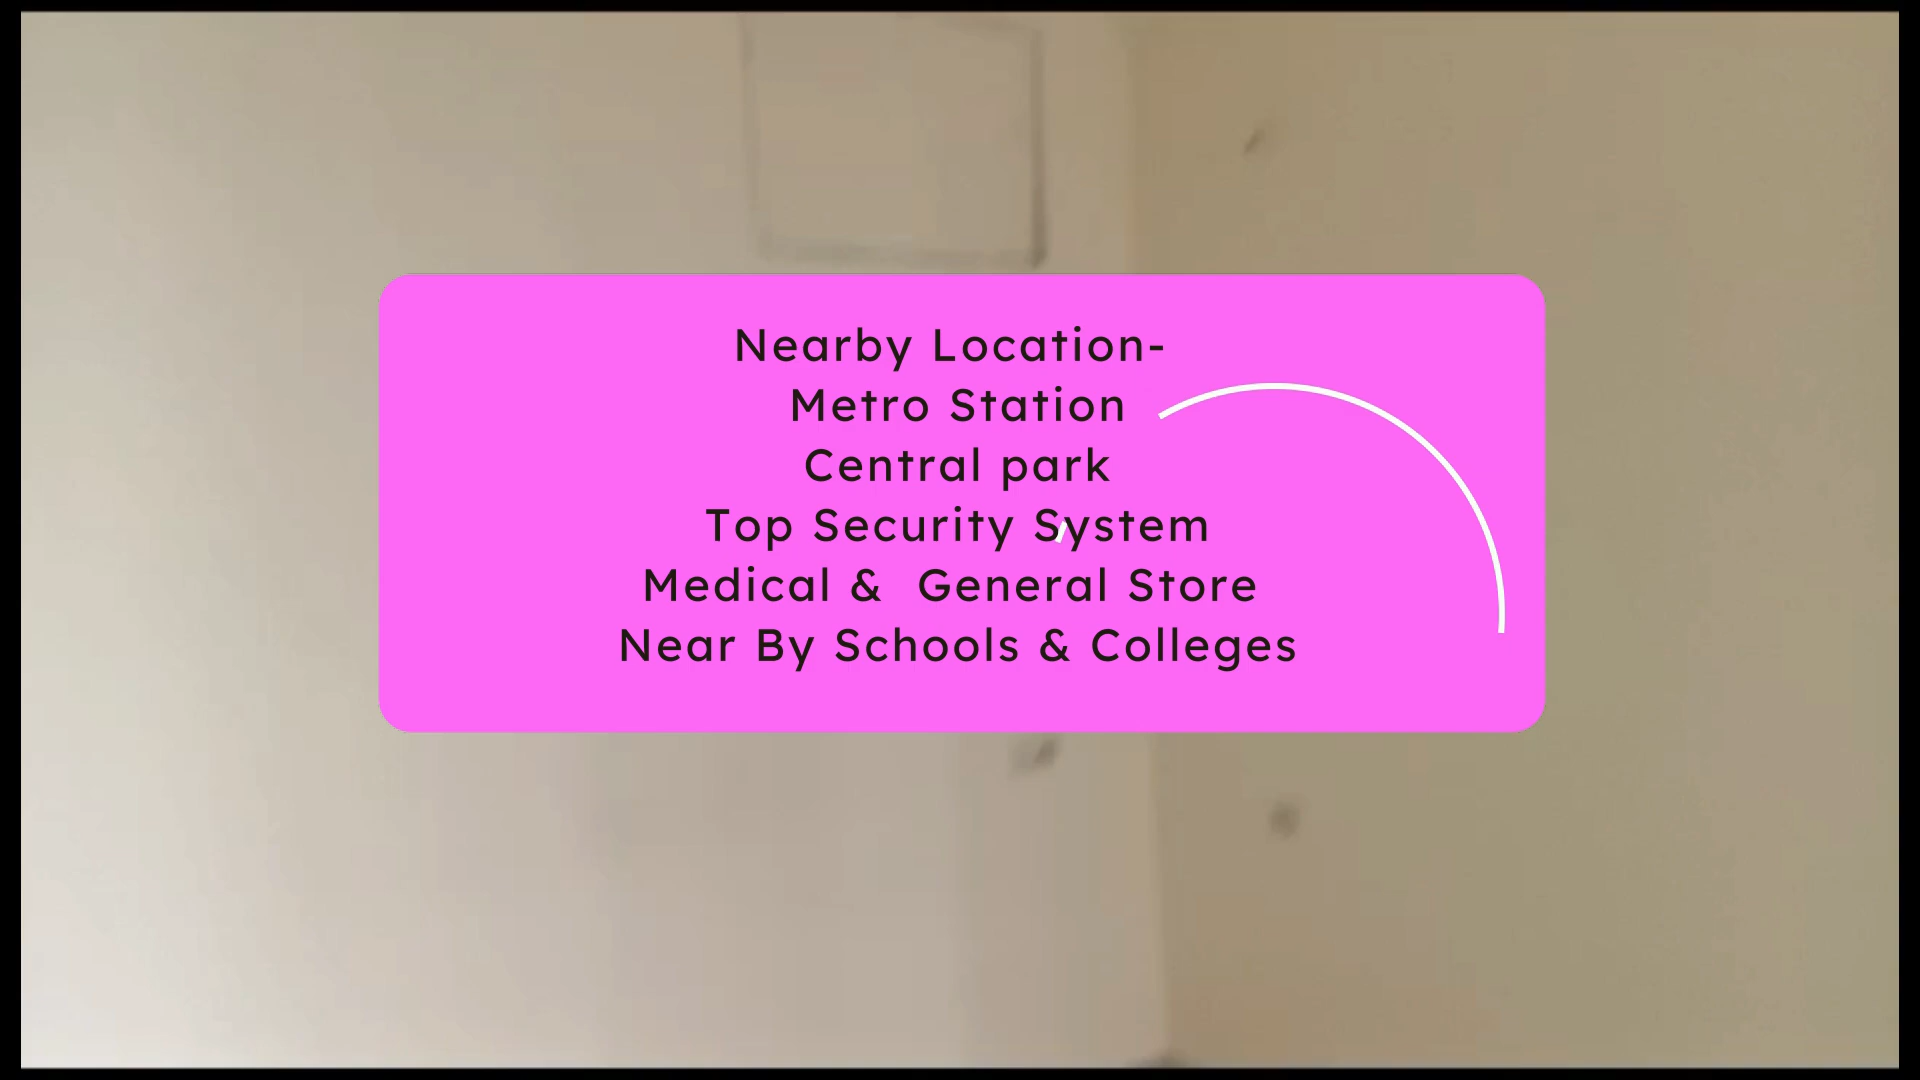 Nearby Location-
Metro Station
Central park
Top Security System
Medical &  General Store
Near By Schools & Colleges